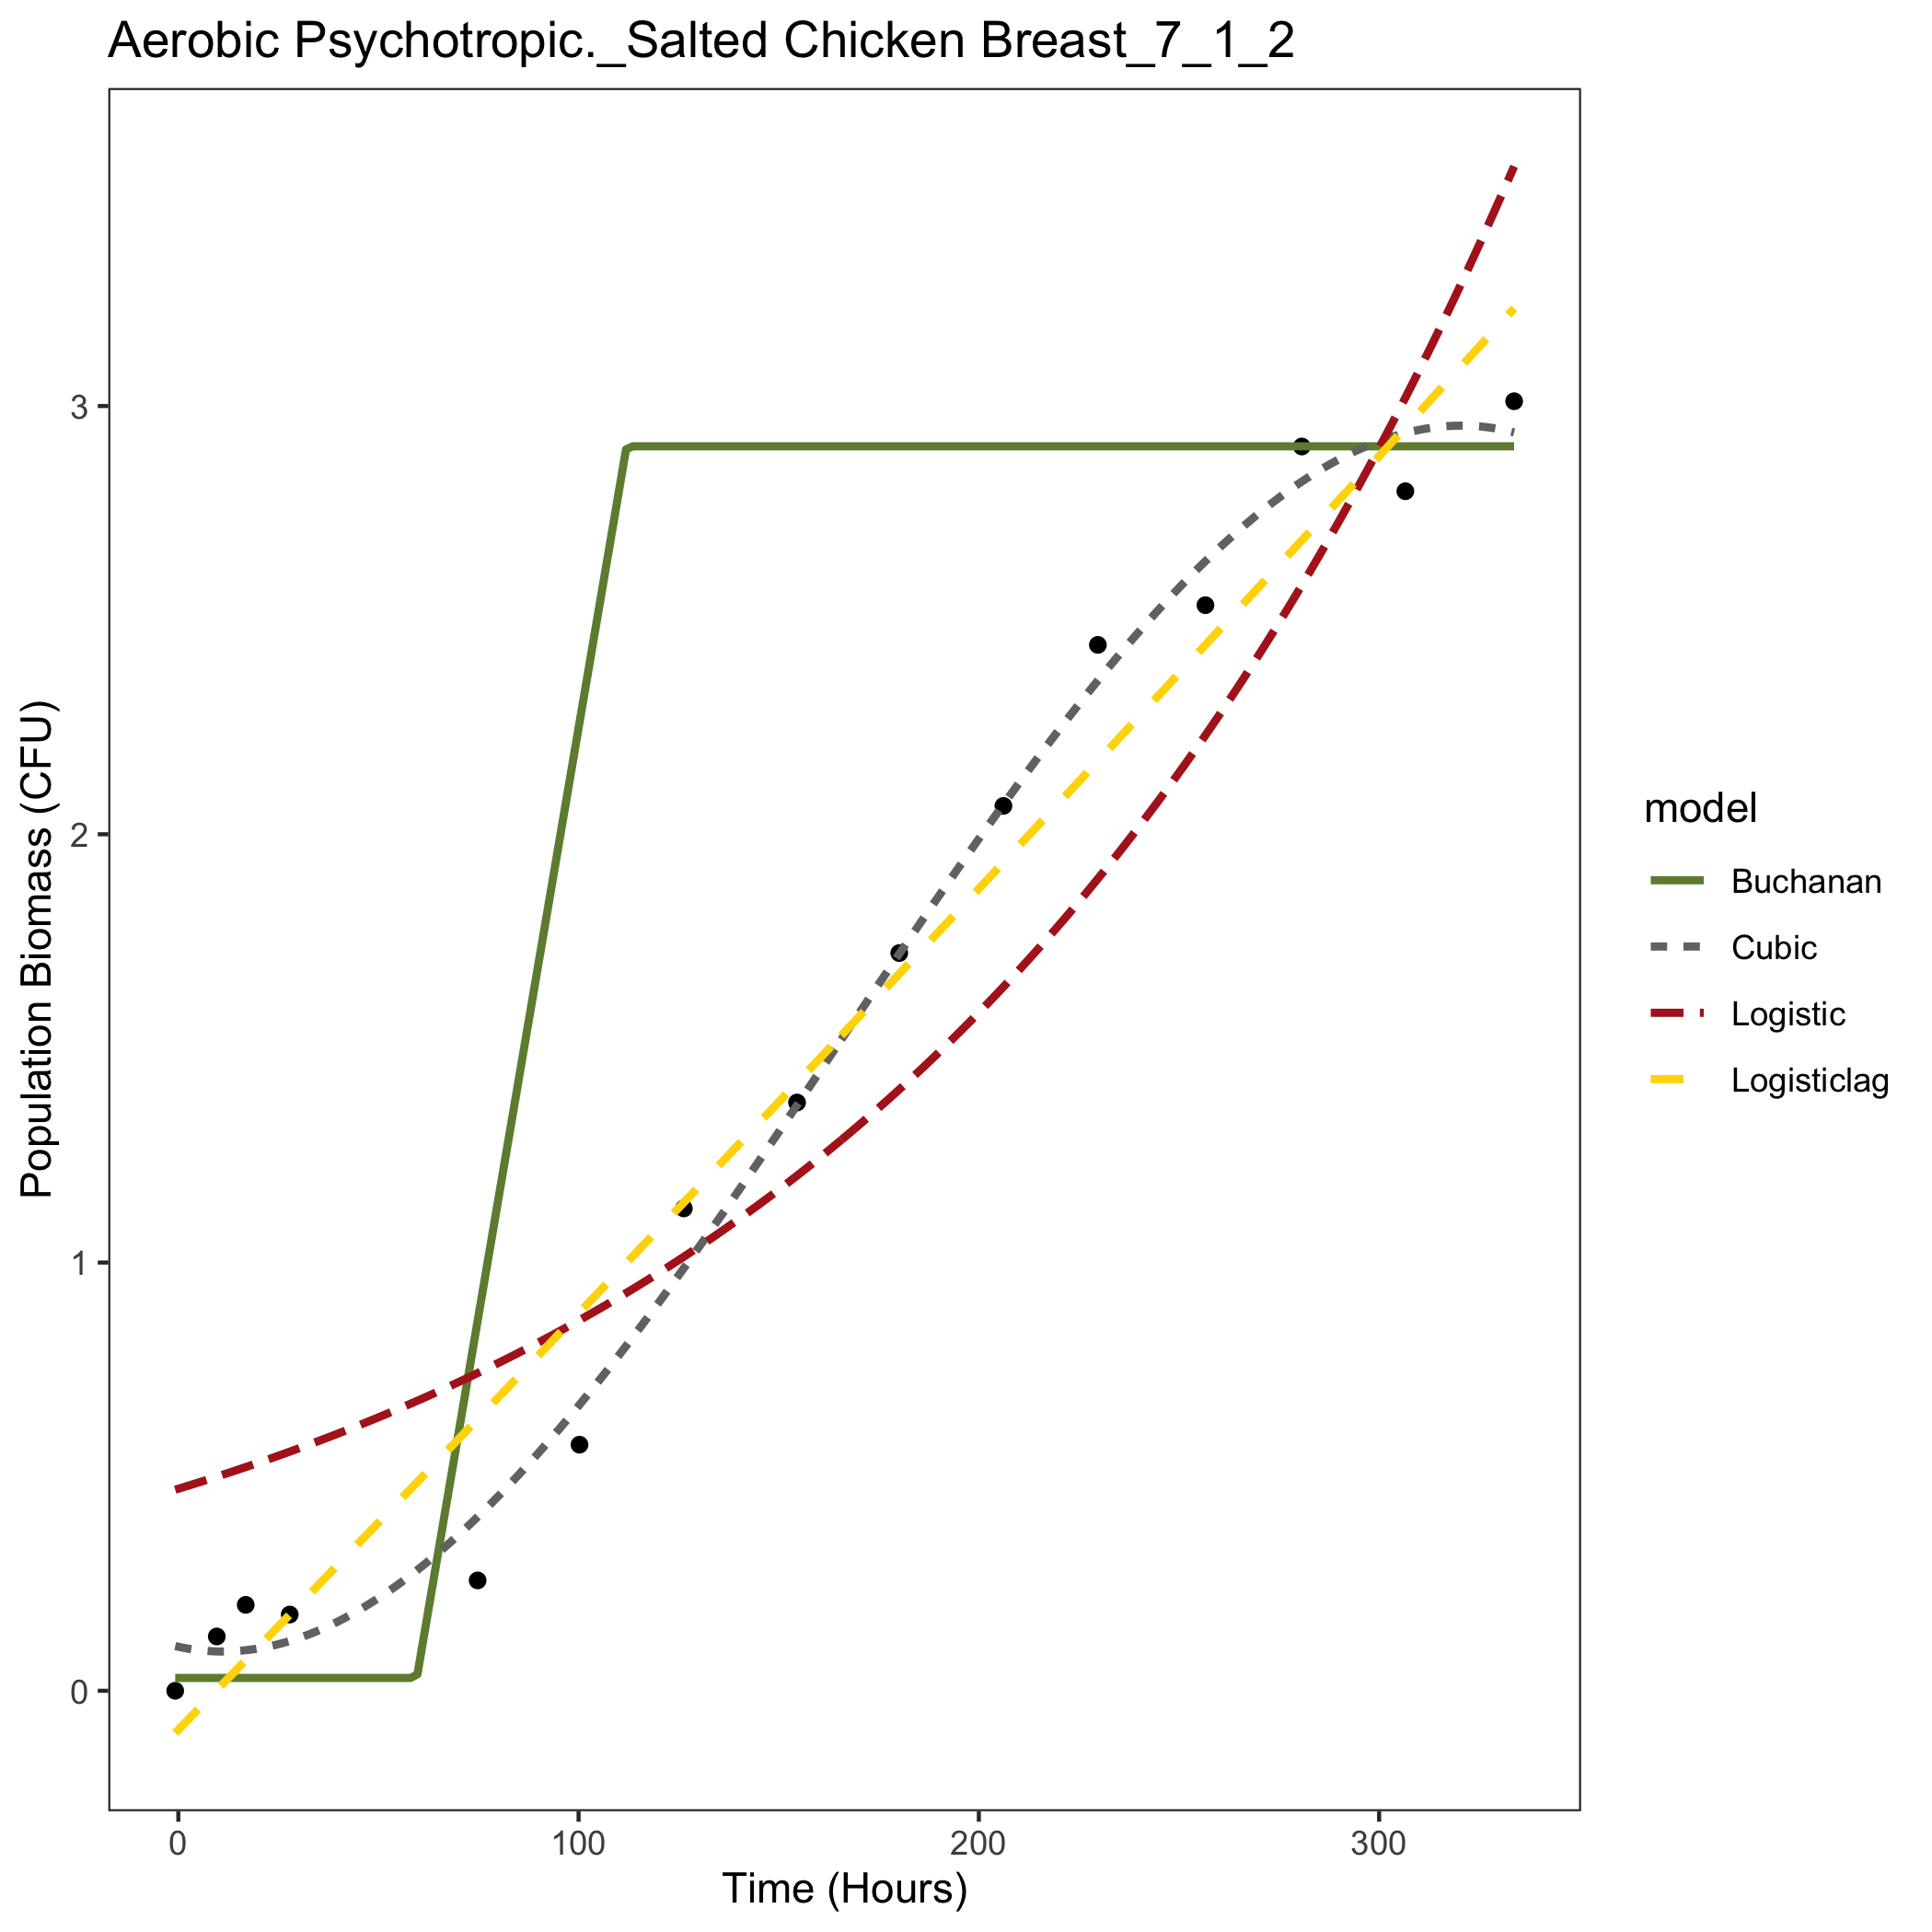 Aerobic Psychotropic._Salted Chicken Breast_7_1_2
Population Biomass (CFU)
3
2
1
0
0 100 200 300
Time (Hours)
model
Buchanan
Cubic
Logistic
Logisticlag